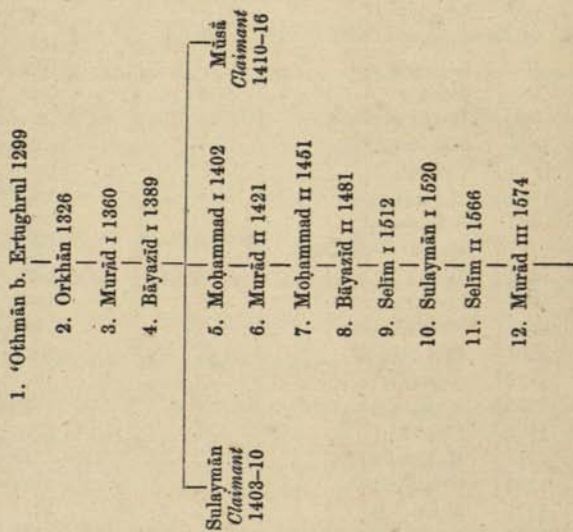 1. ʻOthmān b. Ertughrul 1299
2. Orkhān 1326
3. Murād I 1360
4. Bāyazīd I 1389
Sulaymān
Claimant
1403–10
5. Moḥammad I 1402
Mūsā
Claimant
1410–16
6. Murād II 1421
7. Moḥammad II 1451
8. Bāyazīd II 1481
9. Selīm I 1512
10. Sulaymān I 1520
11. Selīm II 1566
12. Murād III 1574